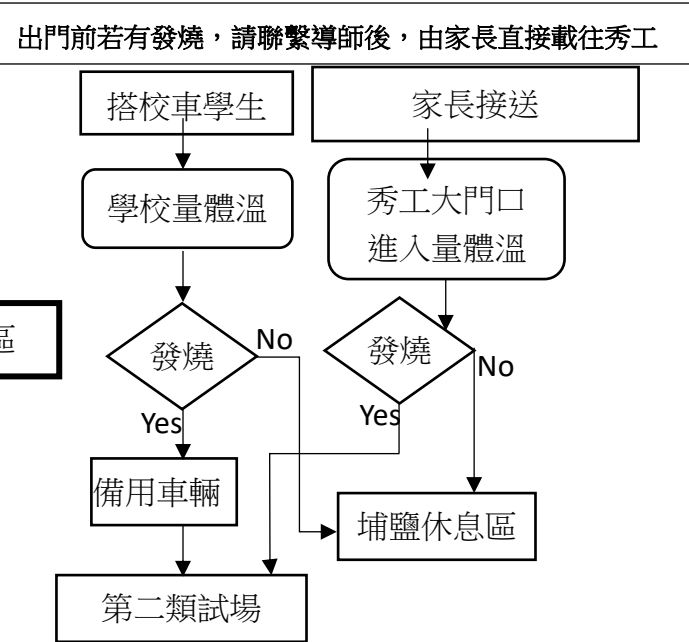 出門前若有發燒，請聯繫導師後，由家長直接載往秀工
搭校車學生
家長接送
學校量體溫
秀工大門口
進入量體溫
區
發燒
No
發燒
No
Yes
Yes
備用車輛
埔鹽休息區
第二類試場